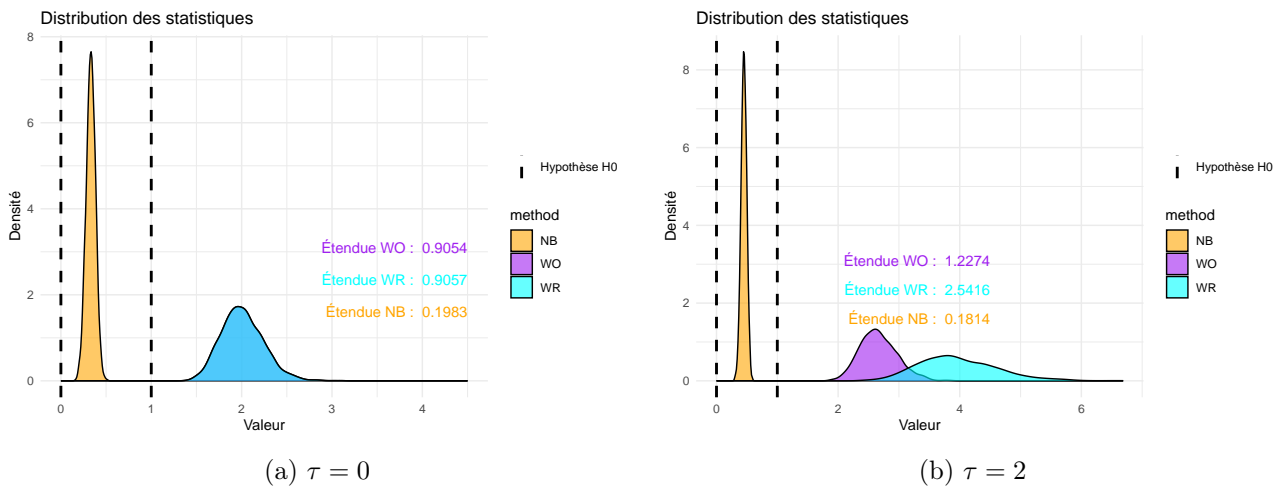 Distribution des statistiques
8
6
4
2
0
Densité
0
1
2
3
4
Valeur
Étendue WO : 0.9054
Étendue WR : 0.9057
Étendue NB : 0.1983
Hypothèse H0
method
NB
WO
WR
(a) τ = 0
Distribution des statistiques
8
6
4
2
0
Densité
0
2
4
6
Valeur
Étendue WO : 1.2274
Étendue WR : 2.5416
Étendue NB : 0.1814
Hypothèse H0
method
NB
WO
WR
(b) τ = 2